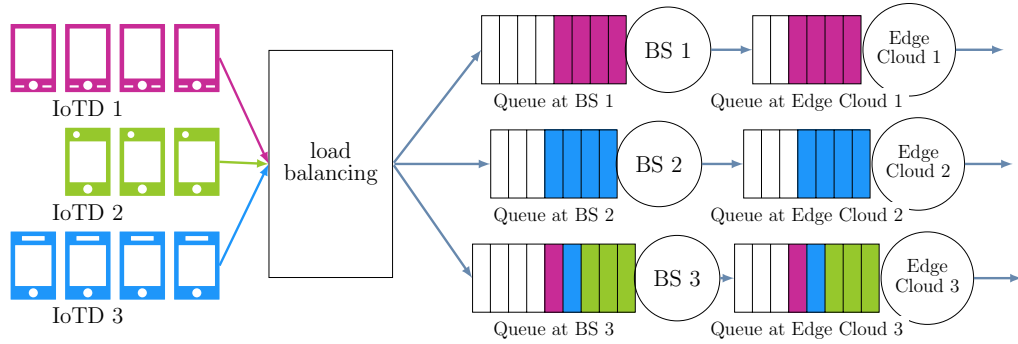 IoTD 1
IoTD 2
IoTD 3
load
balancing
BS 1
Queue at BS 1
Edge
Cloud 1
Queue at Edge Cloud 1
BS 2
Queue at BS 2
Edge
Cloud 2
Queue at Edge Cloud 2
BS 3
Queue at BS 3
Edge
Cloud 3
Queue at Edge Cloud 3